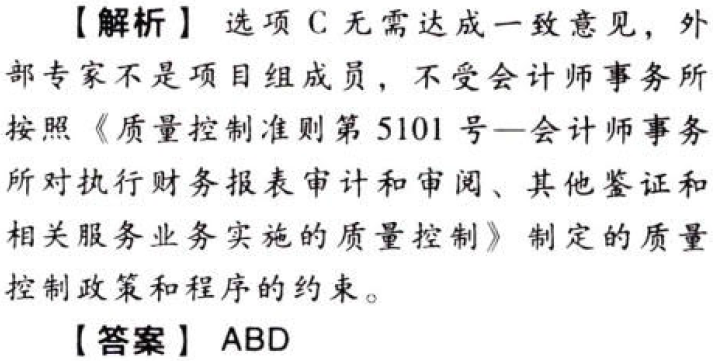 【解析】 选项 C 无需达成一致意见，外
部专家不是项目组成员，不受会计师事务所
按照《质量控制准则第 5101 号—会计师事务
所对执行财务报表审计和审阅、其他鉴证和
相关服务业务实施的质量控制》制定的质量
控制政策和程序的约束。
【答案】 ABD